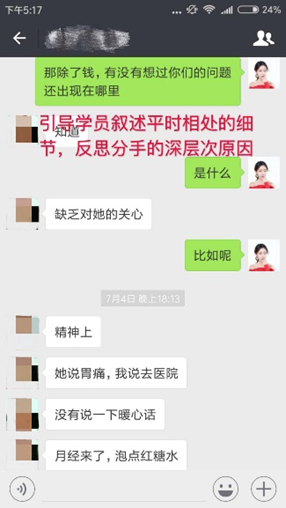 下午5:17
24%
那除了钱，有没有想过你们的问题
还出现在哪里
知道
引导学员叙述平时相处的细
节，反思分手的深层次原因
是什么
缺乏对她的关心
比如呢
7月4日 晚上18:13
精神上
她说胃痛，我说去医院
没有说一下暖心话
月经来了，泡点红糖水